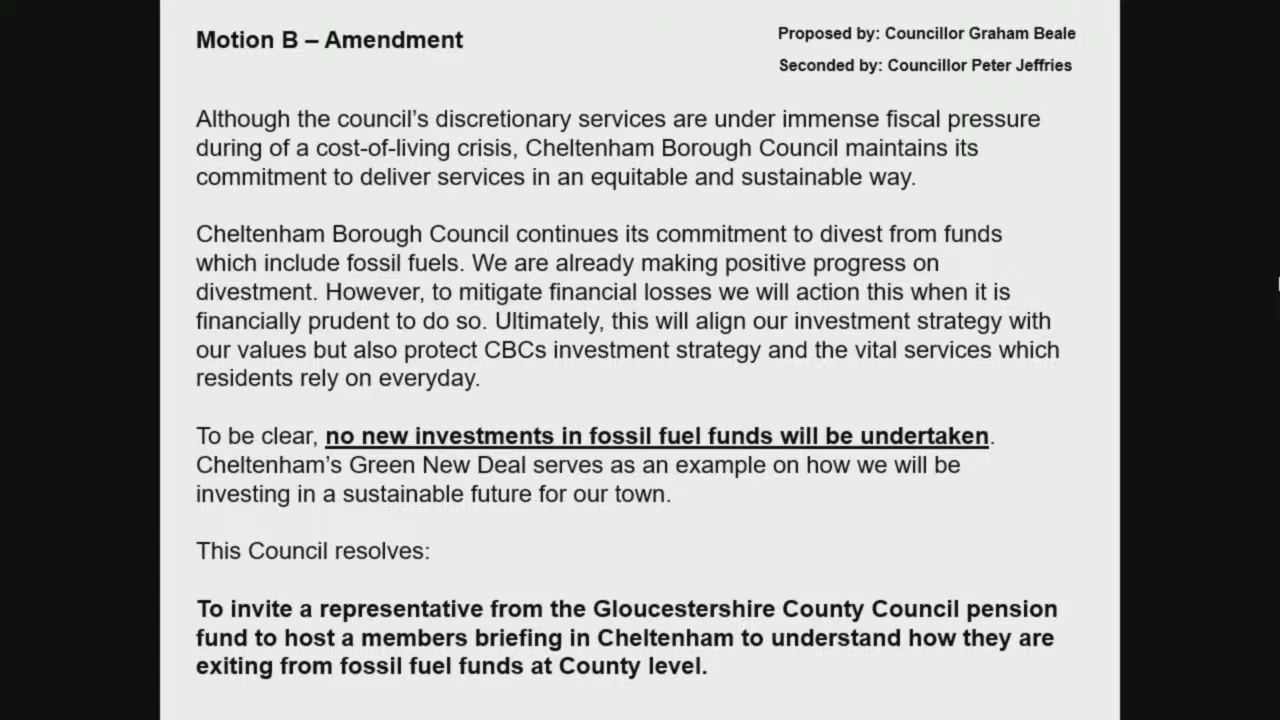 Motion B – Amendment
Proposed by: Councillor Graham Beale
Seconded by: Councillor Peter Jeffries
Although the council’s discretionary services are under immense fiscal pressure
during of a cost-of-living crisis, Cheltenham Borough Council maintains its
commitment to deliver services in an equitable and sustainable way.
Cheltenham Borough Council continues its commitment to divest from funds
which include fossil fuels. We are already making positive progress on
divestment. However, to mitigate financial losses we will action this when it is
financially prudent to do so. Ultimately, this will align our investment strategy with
our values but also protect CBCs investment strategy and the vital services which
residents rely on everyday.
To be clear, no new investments in fossil fuel funds will be undertaken.
Cheltenham’s Green New Deal serves as an example on how we will be
investing in a sustainable future for our town.
This Council resolves:
To invite a representative from the Gloucestershire County Council pension
fund to host a members briefing in Cheltenham to understand how they are
exiting from fossil fuel funds at County level.